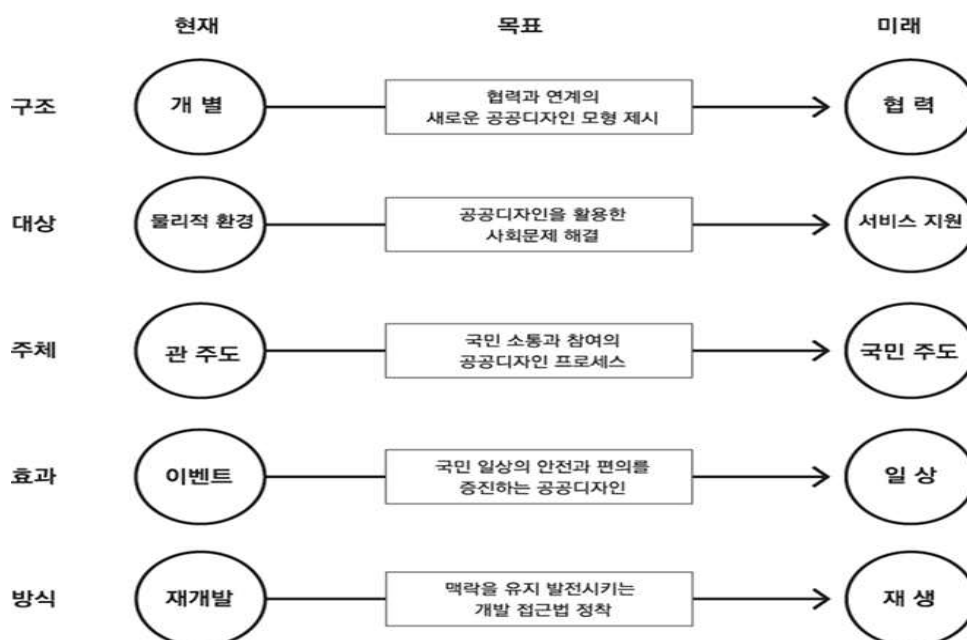 현재 목표 미래
구조
개 별
협력과 연계의
새로운 공공디자인 모형 제시
협 력
대상
물리적 환경
공공디자인을 활용한
사회문제 해결
서비스 지원
주체
관 주도
국민 소통과 참여의
공공디자인 프로세스
국민 주도
효과
이벤트
국민 일상의 안전과 편의를
증진하는 공공디자인
일 상
방식
재개발
맥락을 유지 발전시키는
개발 접근법 정착
재 생